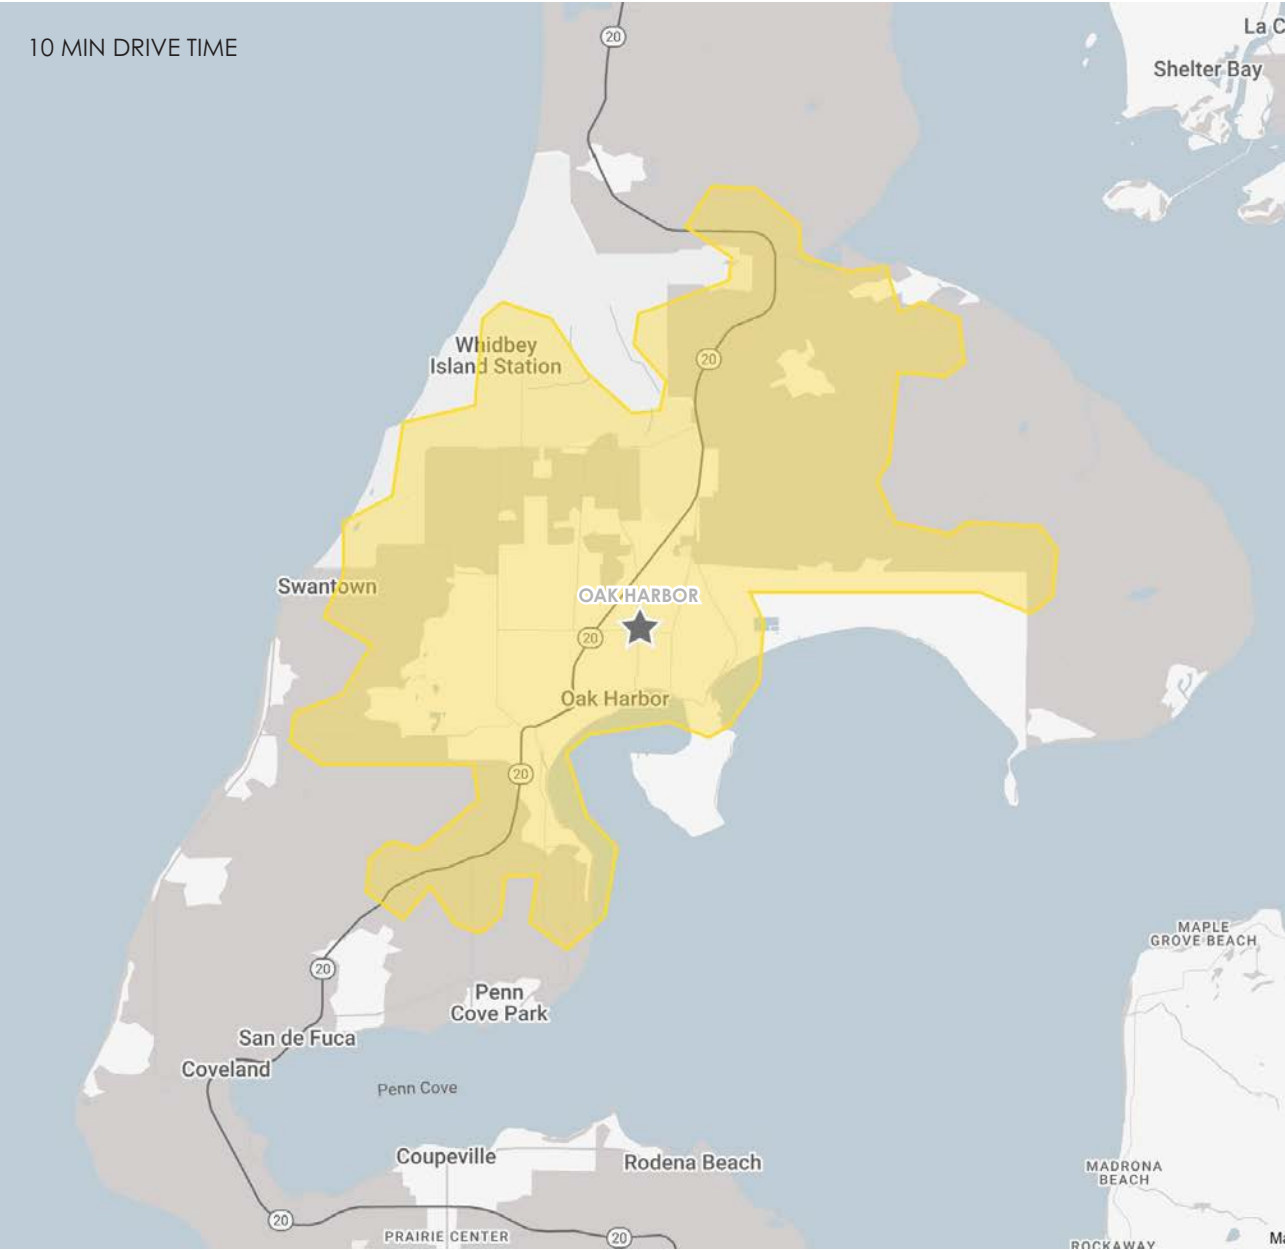 10 MIN DRIVE TIME
20
La C
Shelter Bay
Whidbey
Island Station
20
Swantown
OAK HARBOR
20
Oak Harbor
20
MAPLE
GROVE BEACH
20
Penn
Cove Park
San de Fuca
Coveland
Penn Cove
Coupeville
Rodena Beach
MADRONA
BEACH
20
PRAIRIE CENTER
20
ROCKAWAY
M